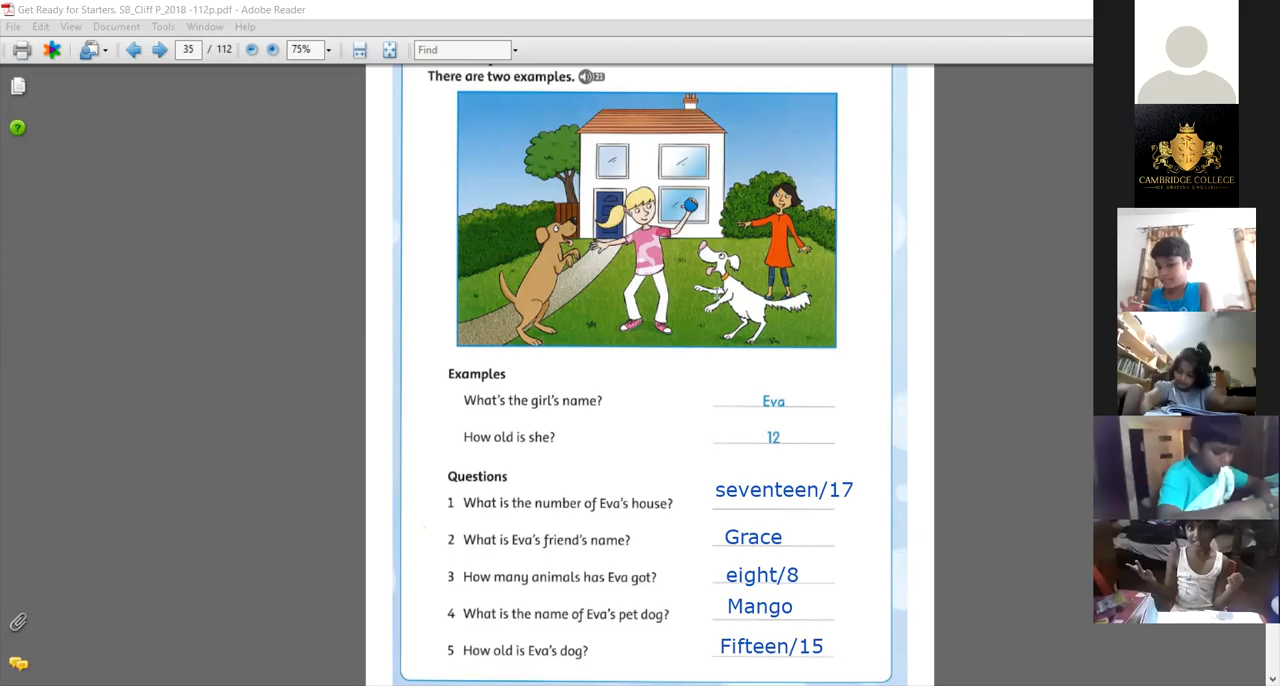 Get Ready for Starters. SB_Cliff P_2018 -112p.pdf - Adobe Reader
File Edit View Document Tools Window Help
35 / 112 75% Find
There are two examples. 23
CAMBRIDGE COLLEGE
OF BRITISH ENGLISH
Examples
What's the girl's name? Eva
How old is she? 12
Questions
1 What is the number of Eva's house? seventeen/17
2 What is Eva's friend's name? Grace
3 How many animals has Eva got? eight/8
4 What is the name of Eva's pet dog? Mango
5 How old is Eva's dog? Fifteen/15